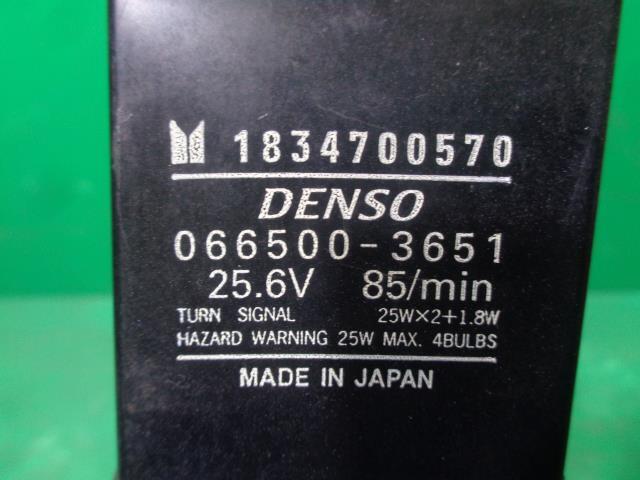 1834700570
DENSO
066500-3651
25.6V 85/min
TURN SIGNAL 25W×2+1.8W
HAZARD WARNING 25W MAX. 4BULBS
MADE IN JAPAN